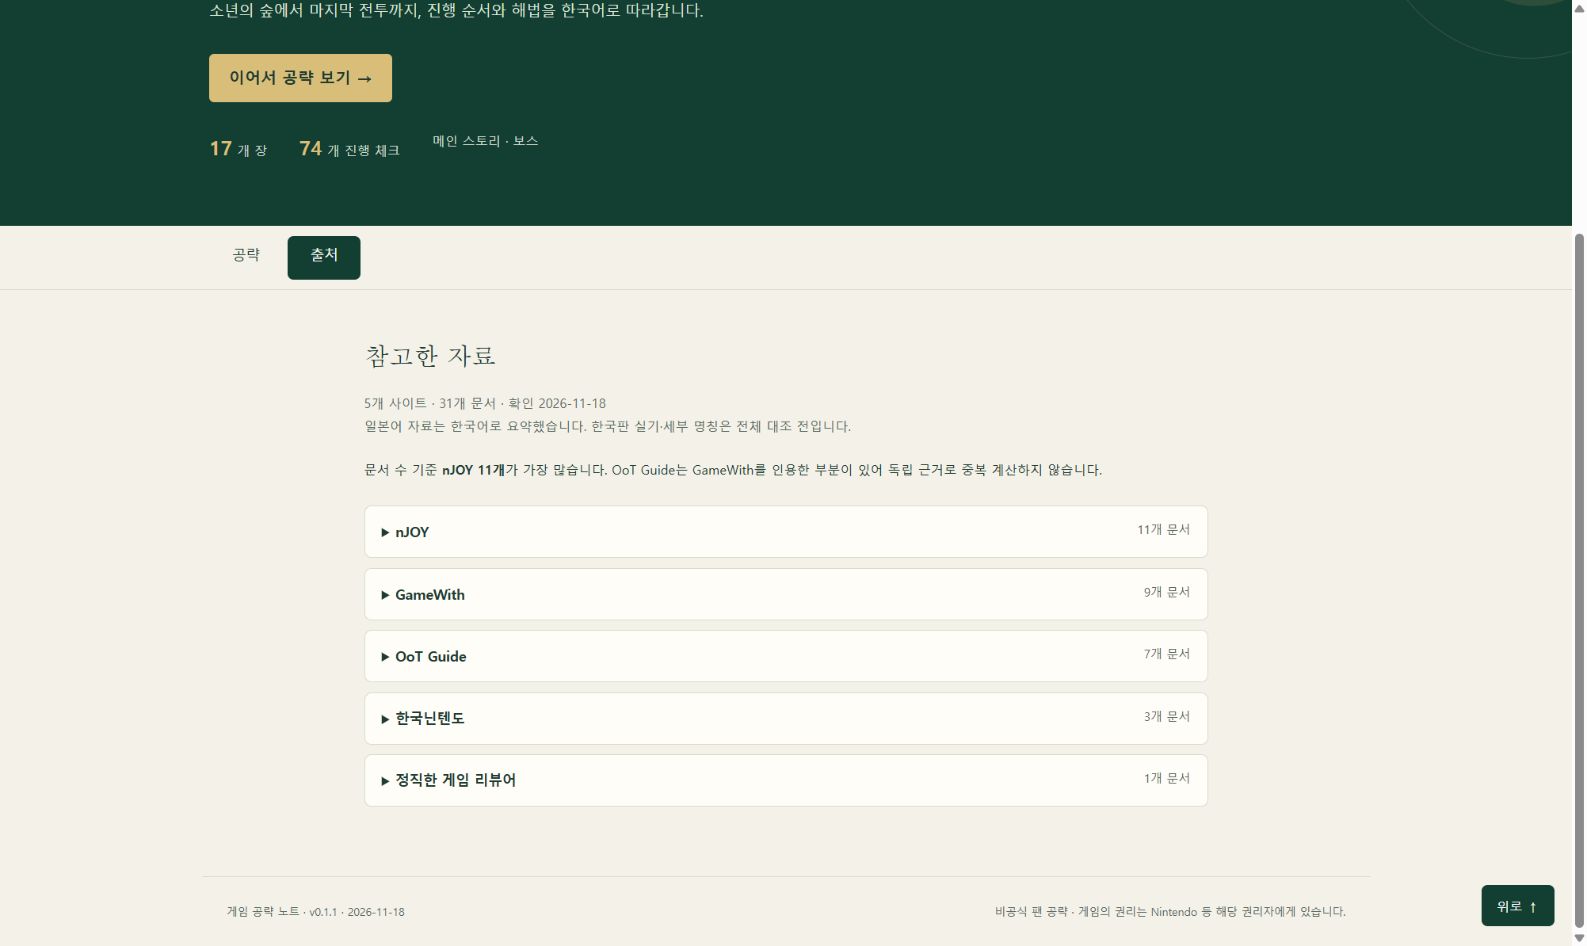 소년의 숲에서 마지막 전투까지, 진행 순서와 해법을 한국어로 따라갑니다.
이어서 공략 보기 →
17 개 장 74 개 진행 체크 메인 스토리 · 보스
공략 출처
참고한 자료
5개 사이트 · 31개 문서 · 확인 2026-11-18
일본어 자료는 한국어로 요약했습니다. 한국판 실기·세부 명칭은 전체 대조 전입니다.
문서 수 기준 nJOY 11개가 가장 많습니다. OoT Guide는 GameWith를 인용한 부분이 있어 독립 근거로 중복 계산하지 않습니다.
▶ nJOY 11개 문서
▶ GameWith 9개 문서
▶ OoT Guide 7개 문서
▶ 한국닌텐도 3개 문서
▶ 정직한 게임 리뷰어 1개 문서
게임 공략 노트 · v0.1.1 · 2026-11-18 비공식 팬 공략 · 게임의 권리는 Nintendo 등 해당 권리자에게 있습니다.
위로 ↑